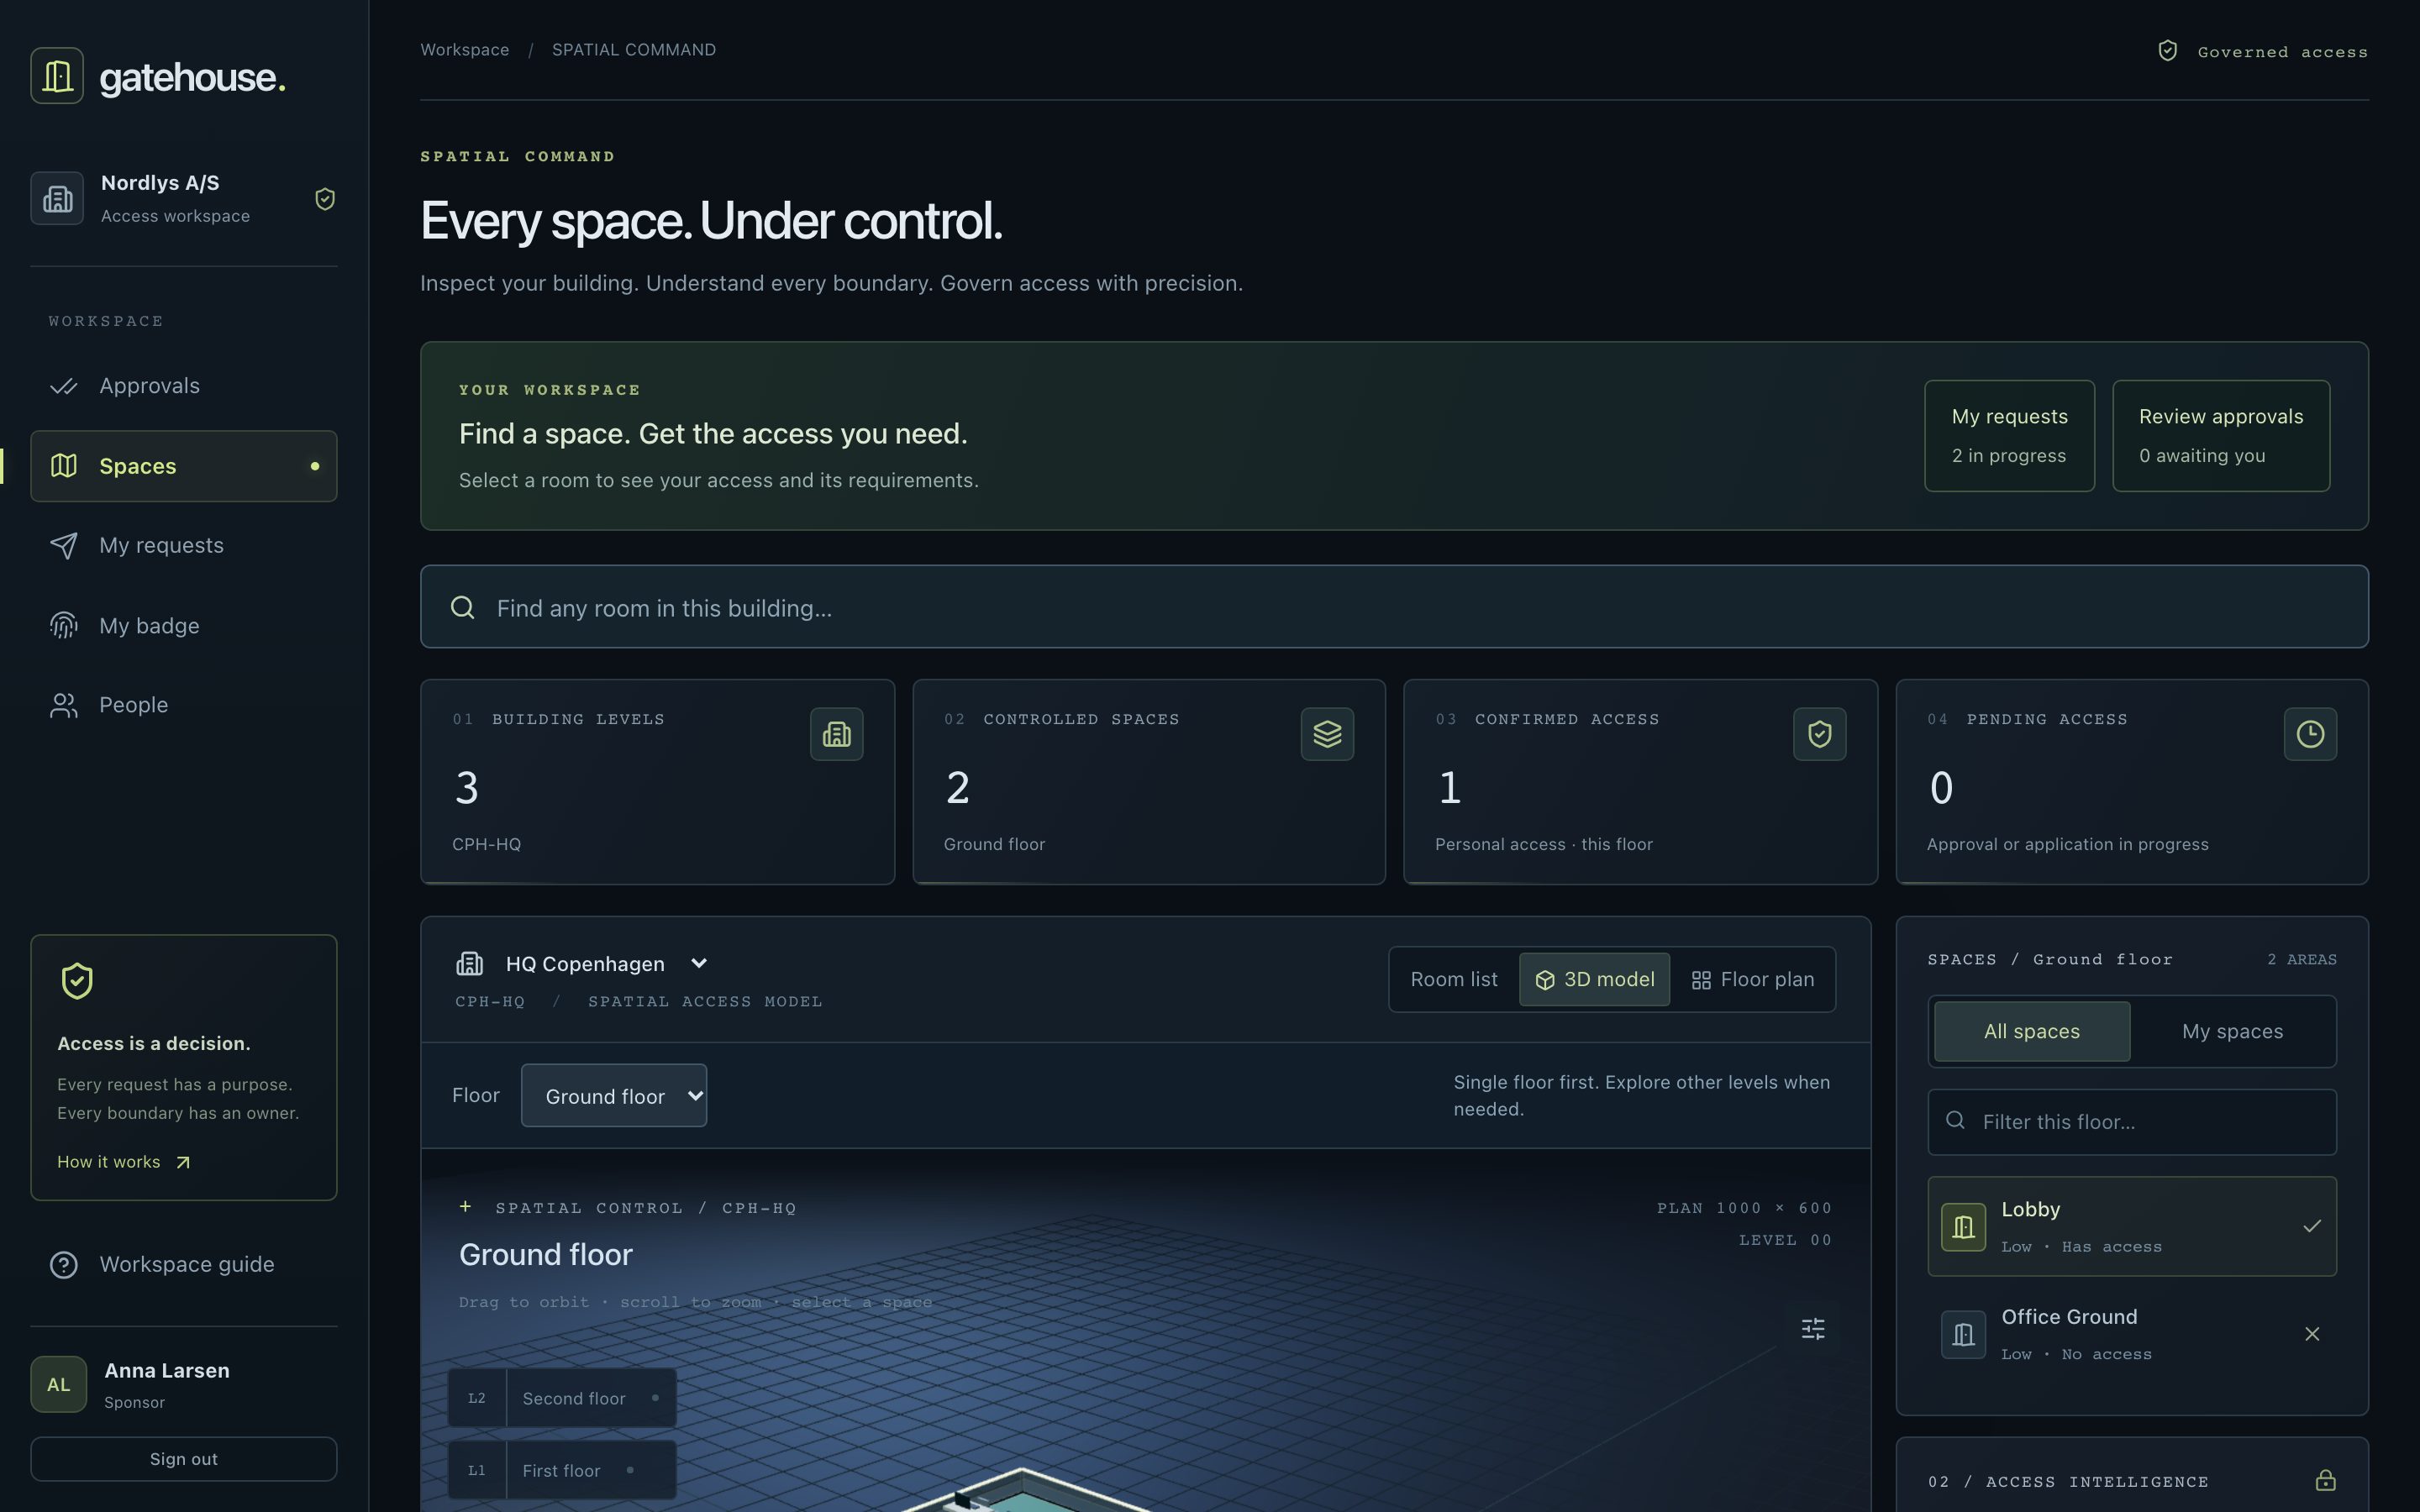 gatehouse.
Nordlys A/S
Access workspace
WORKSPACE
Approvals
Spaces
My requests
My badge
People
Access is a decision.
Every request has a purpose.
Every boundary has an owner.
How it works
Workspace guide
AL
Anna Larsen
Sponsor
Sign out
Workspace / SPATIAL COMMAND
Governed access
SPATIAL COMMAND
Every space. Under control.
Inspect your building. Understand every boundary. Govern access with precision.
YOUR WORKSPACE
Find a space. Get the access you need.
Select a room to see your access and its requirements.
My requests
2 in progress
Review approvals
0 awaiting you
Find any room in this building...
01 BUILDING LEVELS
3
CPH-HQ
02 CONTROLLED SPACES
2
Ground floor
03 CONFIRMED ACCESS
1
Personal access · this floor
04 PENDING ACCESS
0
Approval or application in progress
HQ Copenhagen
CPH-HQ / SPATIAL ACCESS MODEL
Room list
3D model
Floor plan
Floor
Ground floor
Single floor first. Explore other levels when
needed.
+ SPATIAL CONTROL / CPH-HQ
Ground floor
Drag to orbit · scroll to zoom · select a space
PLAN 1000 × 600
LEVEL 00
L2 Second floor
L1 First floor
SPACES / Ground floor
2 AREAS
All spaces
My spaces
Filter this floor...
Lobby
Low · Has access
Office Ground
Low · No access
02 / ACCESS INTELLIGENCE